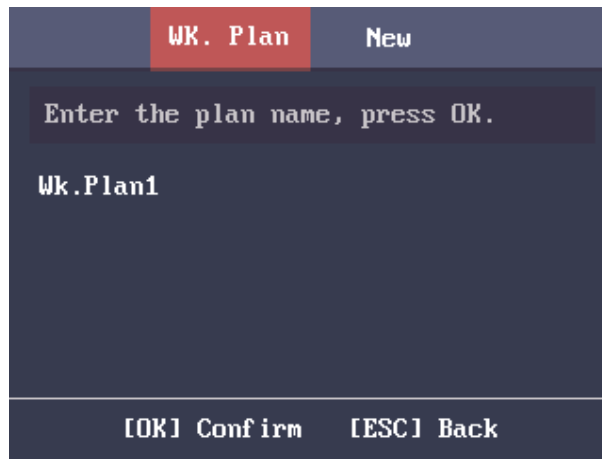 WK. Plan New
Enter the plan name, press OK.
Wk.Plan1
[OK] Confirm [ESC] Back